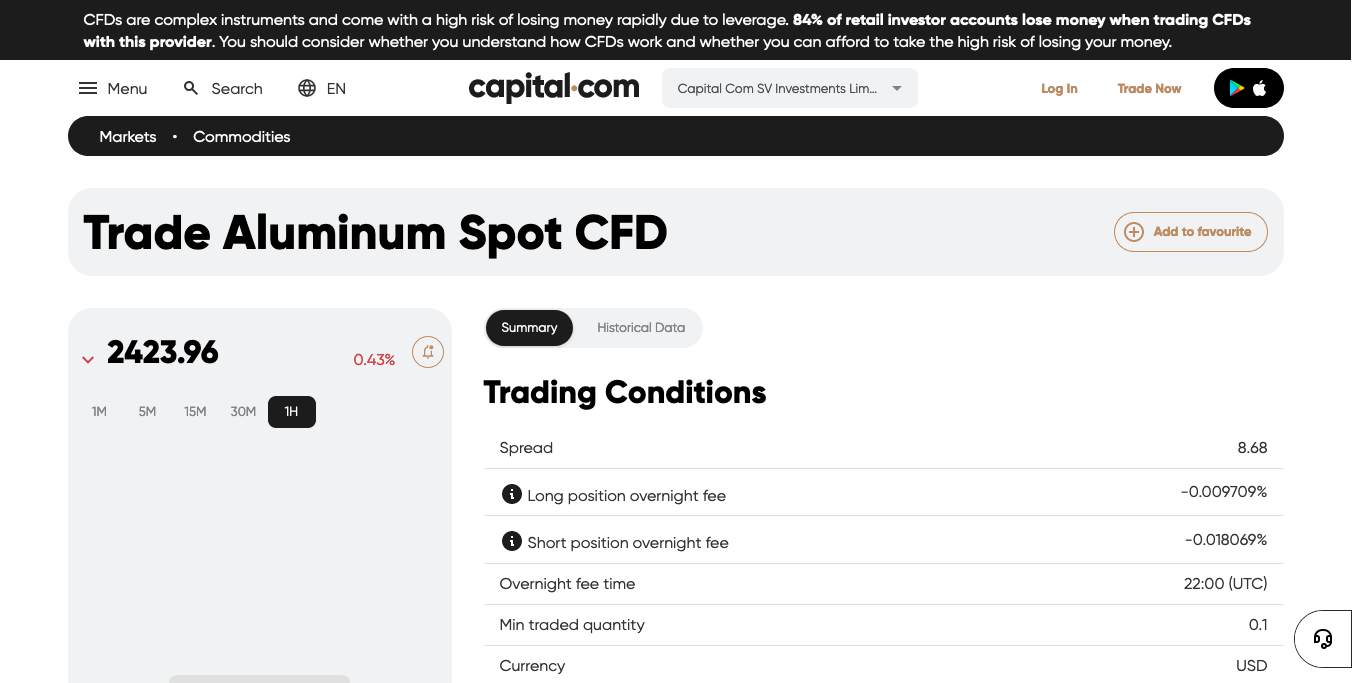 CFDs are complex instruments and come with a high risk of losing money rapidly due to leverage. 84% of retail investor accounts lose money when trading CFDs
with this provider. You should consider whether you understand how CFDs work and whether you can afford to take the high risk of losing your money.
Menu Search EN capital.com Capital Com SV Investments Lim... Log In Trade Now
Markets • Commodities
Trade Aluminum Spot CFD Add to favourite
2423.96 0.43%
1M 5M 15M 30M 1H
Summary Historical Data
Trading Conditions
Spread 8.68
Long position overnight fee -0.009709%
Short position overnight fee -0.018069%
Overnight fee time 22:00 (UTC)
Min traded quantity 0.1
Currency USD